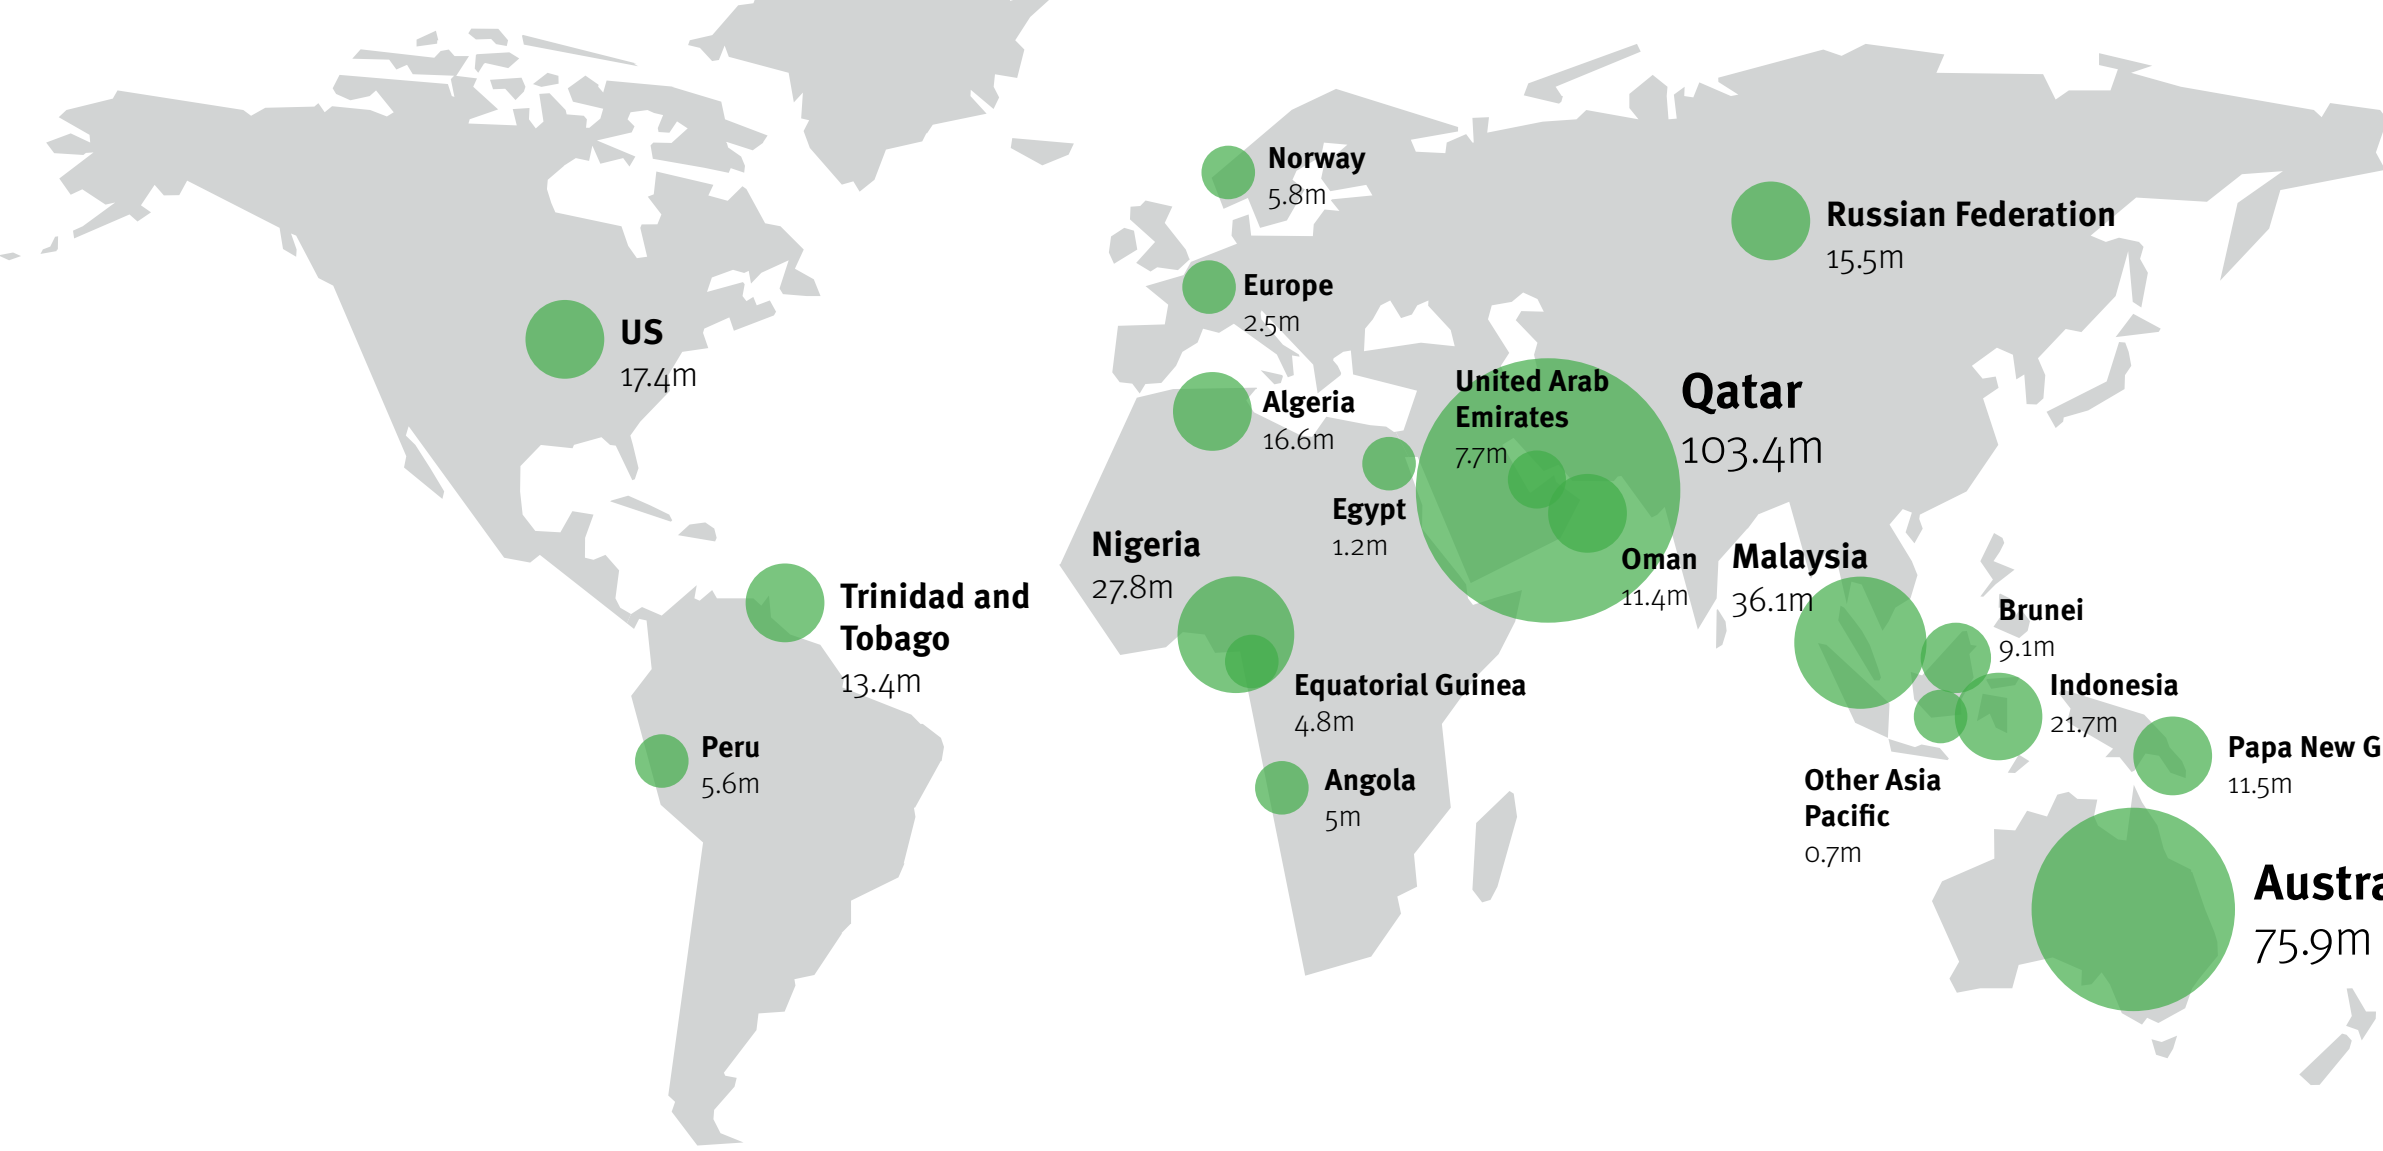 Norway
5.8m
Russian Federation
15.5m
Europe
2.5m
US
17.4m
United Arab
Emirates
7.7m
Qatar
103.4m
Algeria
16.6m
Egypt
1.2m
Nigeria
27.8m
Oman
11.4m
Malaysia
36.1m
Trinidad and
Tobago
13.4m
Brunei
9.1m
Equatorial Guinea
4.8m
Indonesia
21.7m
Peru
5.6m
Papa New G
11.5m
Angola
5m
Other Asia
Pacific
0.7m
Austra
75.9m